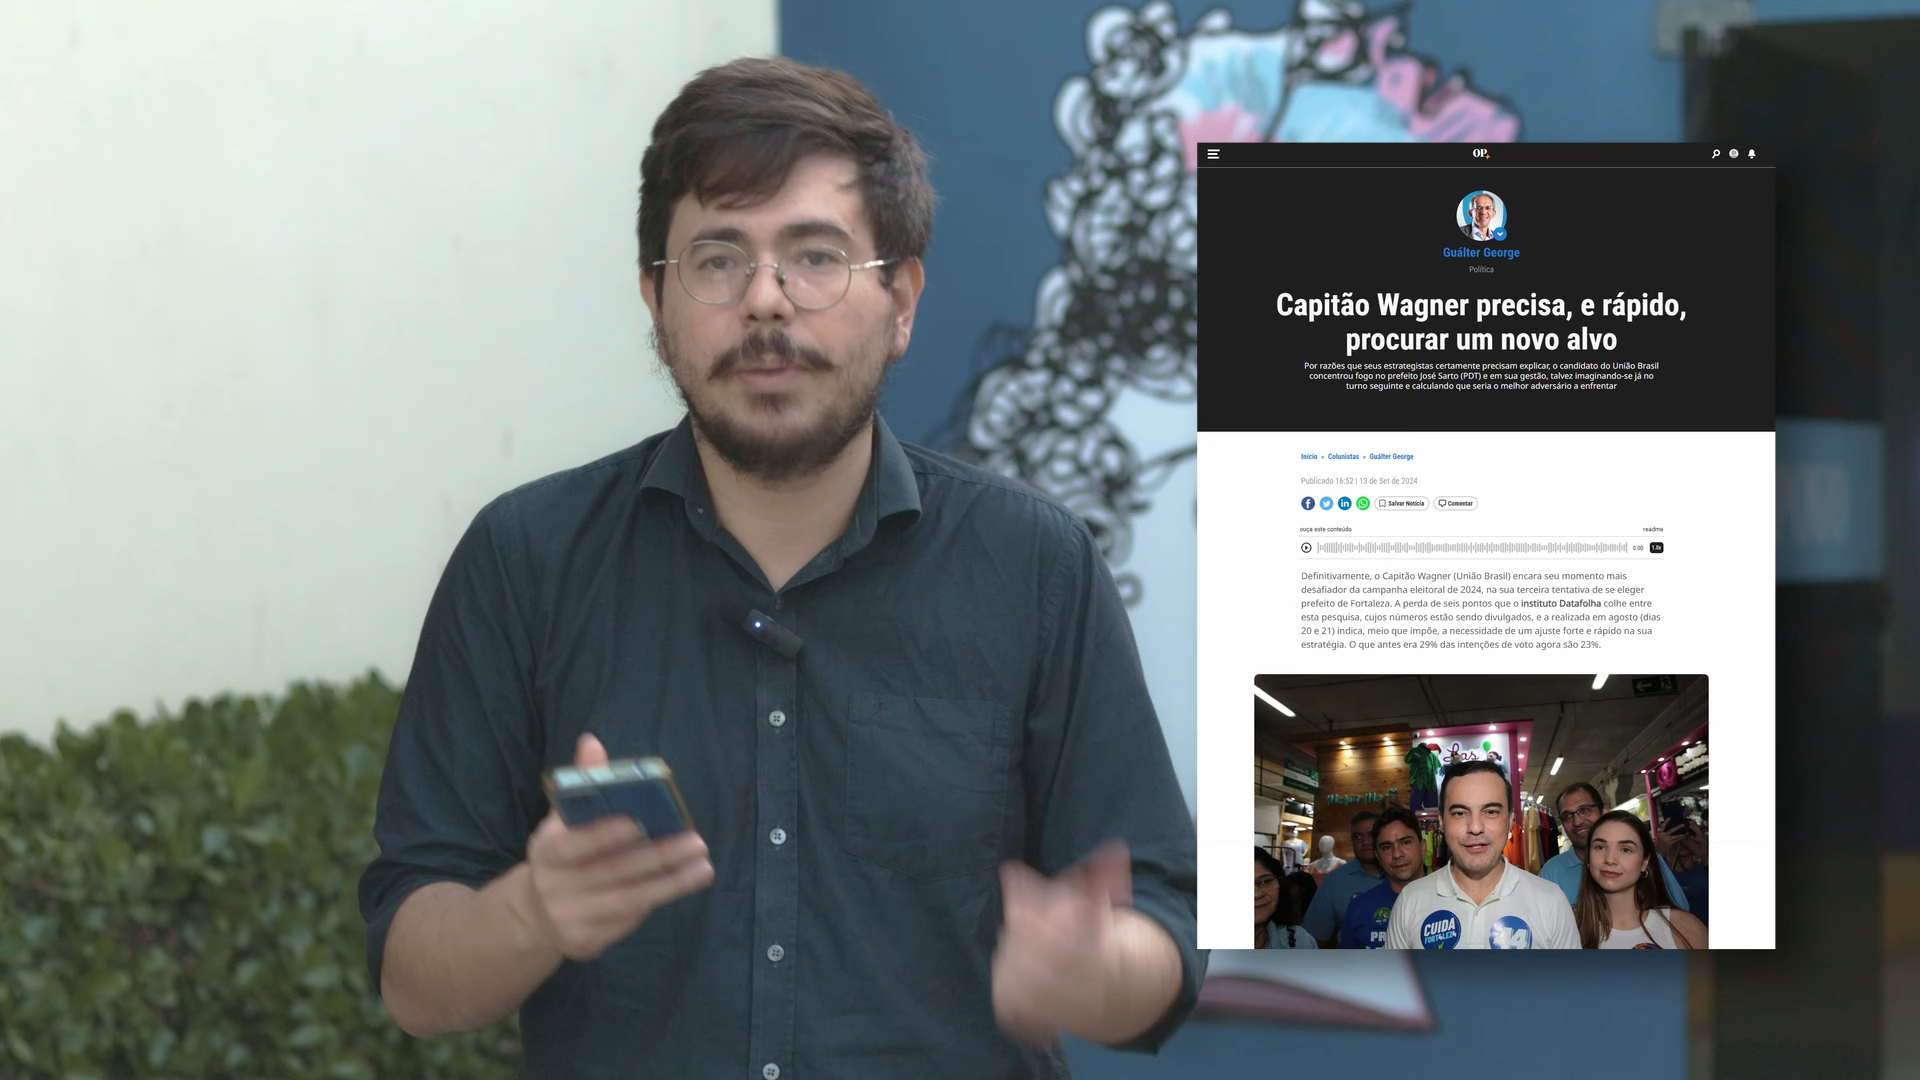 OP+
Guálter George
Política
Capitão Wagner precisa, e rápido,
procurar um novo alvo
Por razões que seus estrategistas certamente precisam explicar, o candidato do União Brasil
concentrou fogo no prefeito José Sarto (PDT) e em sua gestão, talvez imaginando-se já no
turno seguinte e calculando que seria o melhor adversário a enfrentar
Início » Colunistas » Guálter George
Publicado 16:52 | 13 de Set de 2024
Salvar Notícia Comentar
ouça este conteúdo readme
0:00 1.0x
Definitivamente, o Capitão Wagner (União Brasil) encara seu momento mais
desafiador da campanha eleitoral de 2024, na sua terceira tentativa de se eleger
prefeito de Fortaleza. A perda de seis pontos que o instituto Datafolha colhe entre
esta pesquisa, cujos números estão sendo divulgados, e a realizada em agosto (dias
20 e 21) indica, meio que impõe, a necessidade de um ajuste forte e rápido na sua
estratégia. O que antes era 29% das intenções de voto agora são 23%.
Las
CUIDA
FORTALEZA
44